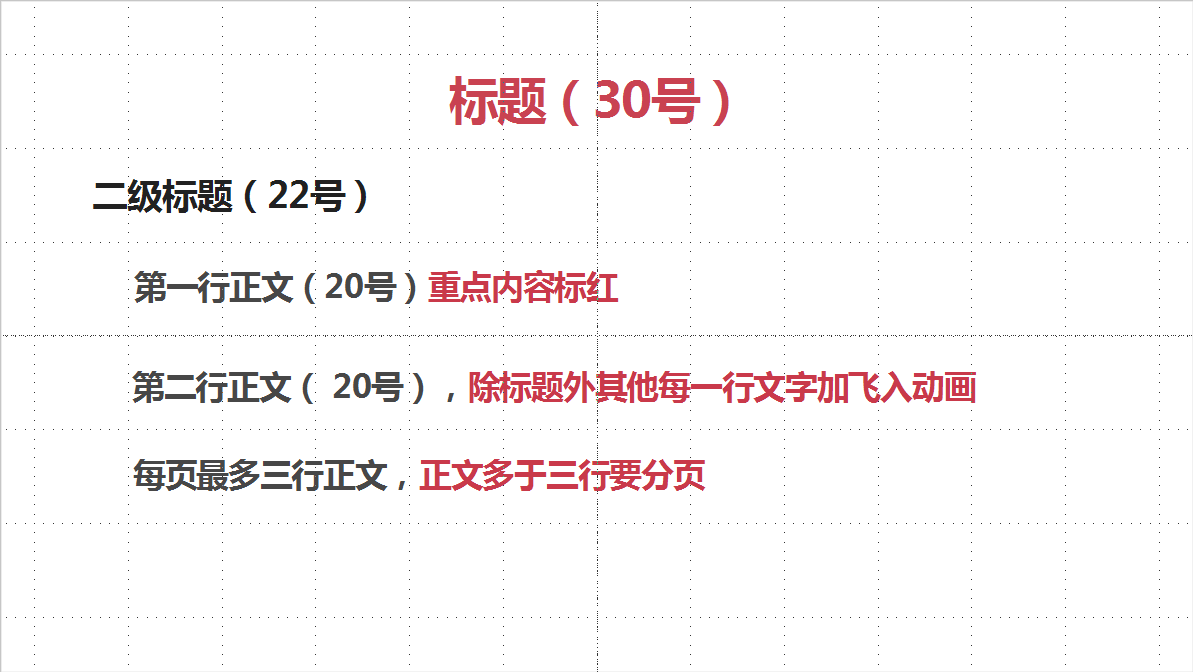 标题（30号）
二级标题（22号）
第一行正文（20号）重点内容标红
第二行正文（ 20号），除标题外其他每一行文字加飞入动画
每页最多三行正文，正文多于三行要分页